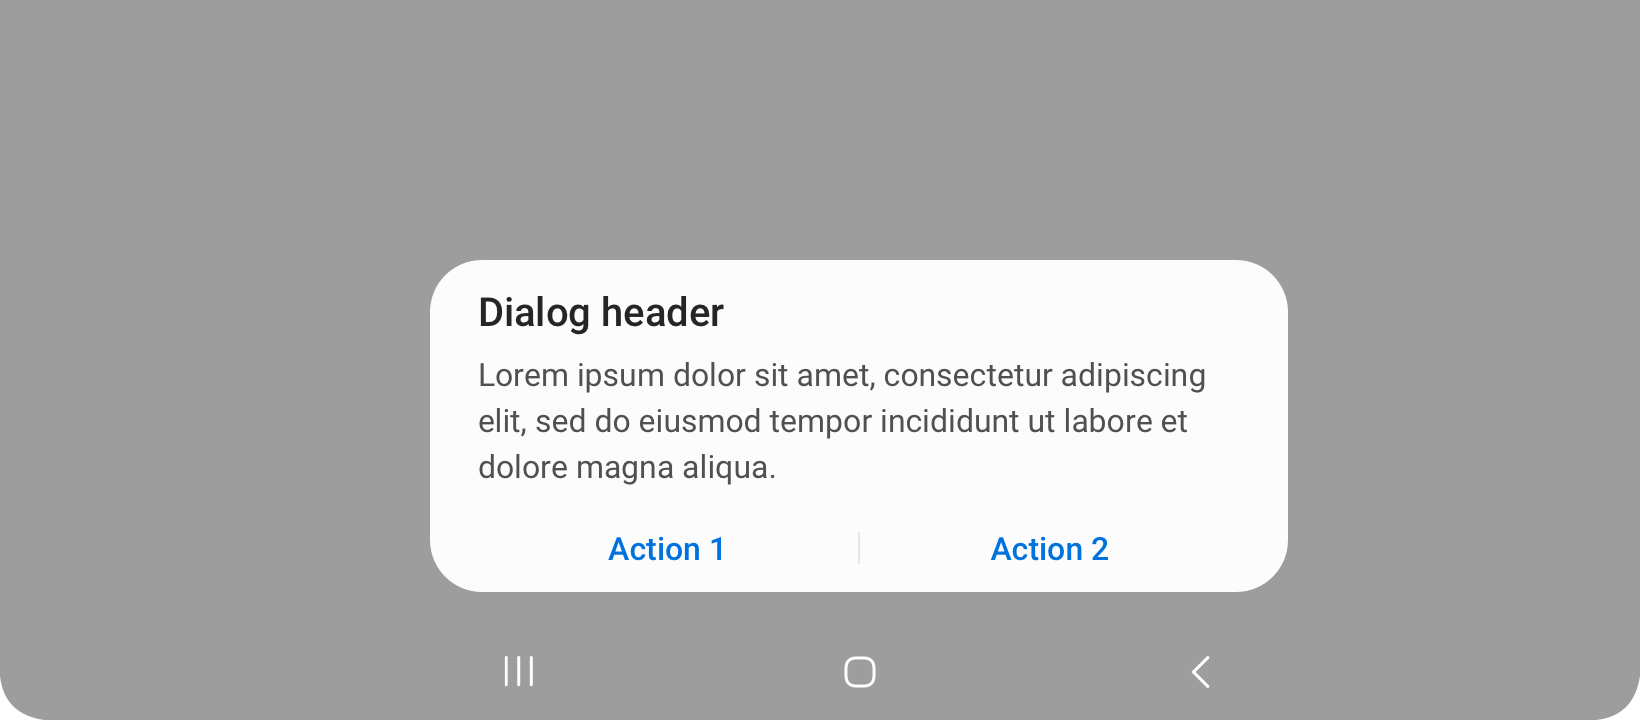 Dialog header
Lorem ipsum dolor sit amet, consectetur adipiscing
elit, sed do eiusmod tempor incididunt ut labore et
dolore magna aliqua.
Action 1
Action 2